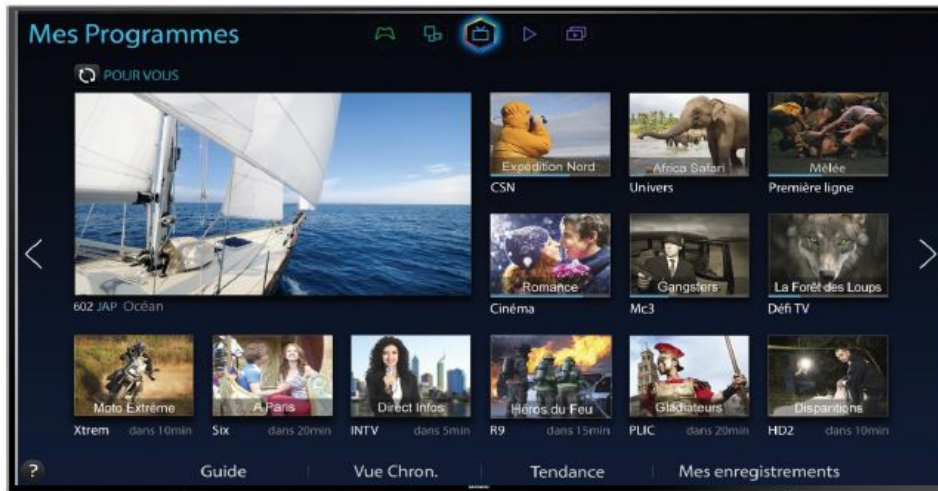 Mes Programmes
POUR VOUS
Expédition Nord
CSN
Africa Safari
Univers
Mêlée
Première ligne
602 JAP Océan
Romance
Cinéma
Gangsters
Mc3
La Forêt des Loups
Défi TV
Moto Extrême
Xtrem dans 10min
A Paris
Six dans 20min
Direct Infos
INTV dans 5min
Héros du Feu
R9 dans 15min
Gladiateurs
PLIC dans 20min
Disparitions
HD2 dans 10min
?
Guide
Vue Chron.
Tendance
Mes enregistrements